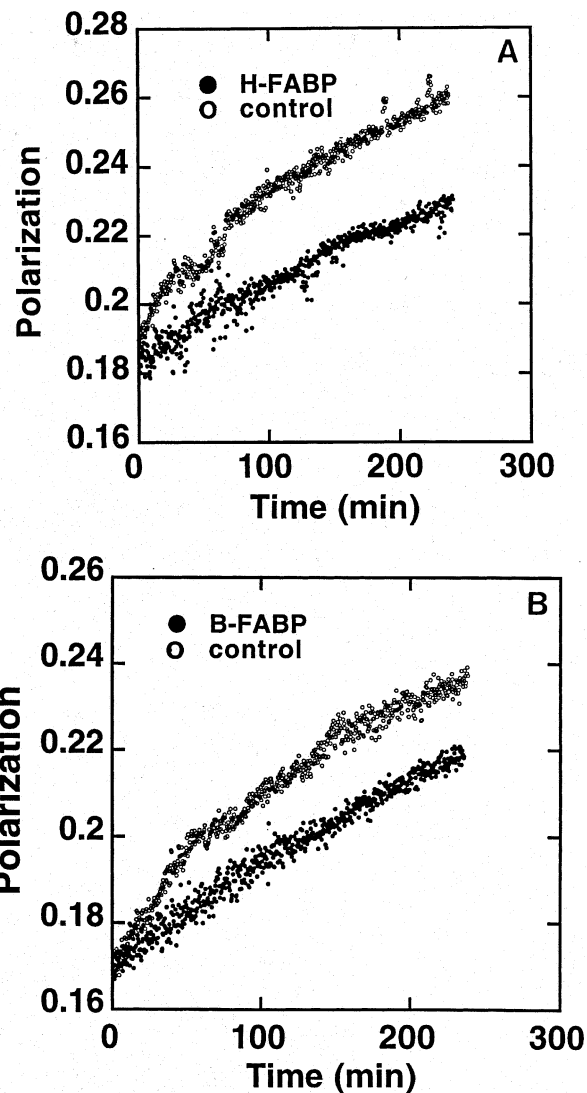 0.28
A
H-FABP
control
0.26
0.24
0.22
0.2
0.18
0.16
Polarization
0
100
200
300
Time (min)
0.26
B
B-FABP
control
0.24
0.22
0.2
0.18
0.16
Polarization
0
100
200
300
Time (min)